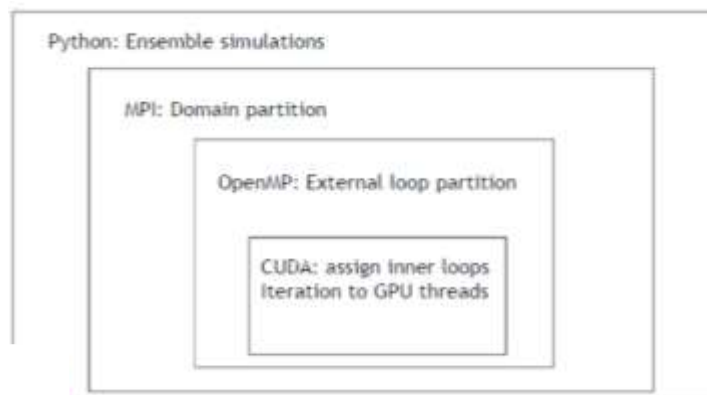 Python: Ensemble simulations
MPI: Domain partition
OpenMP: External loop partition
CUDA: assign inner loops
iteration to GPU threads